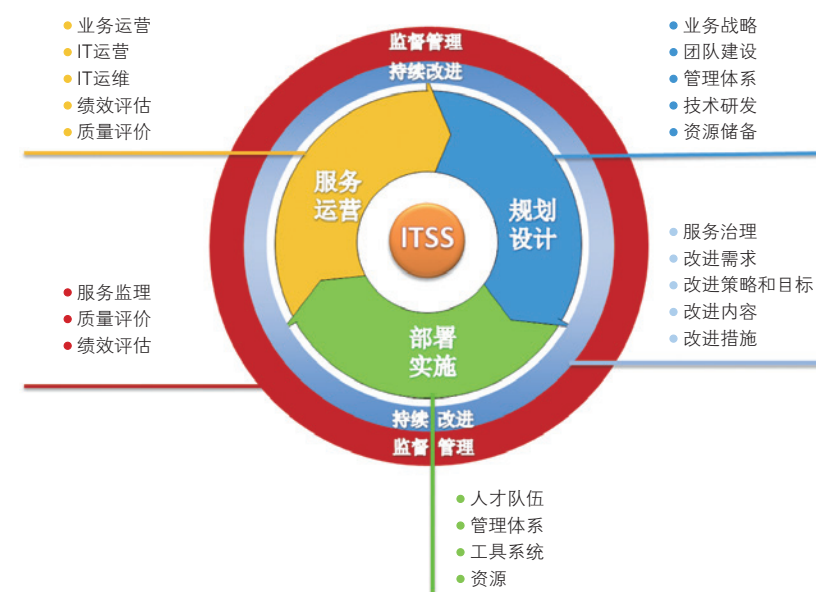 业务运营
IT运营
IT运维
绩效评估
质量评价
业务战略
团队建设
管理体系
技术研发
资源储备
监督管理
持续改进
服务
运营
规划
设计
ITSS
部署
实施
持续 改进
监督 管理
服务监理
质量评价
绩效评估
服务治理
改进需求
改进策略和目标
改进内容
改进措施
人才队伍
管理体系
工具系统
资源